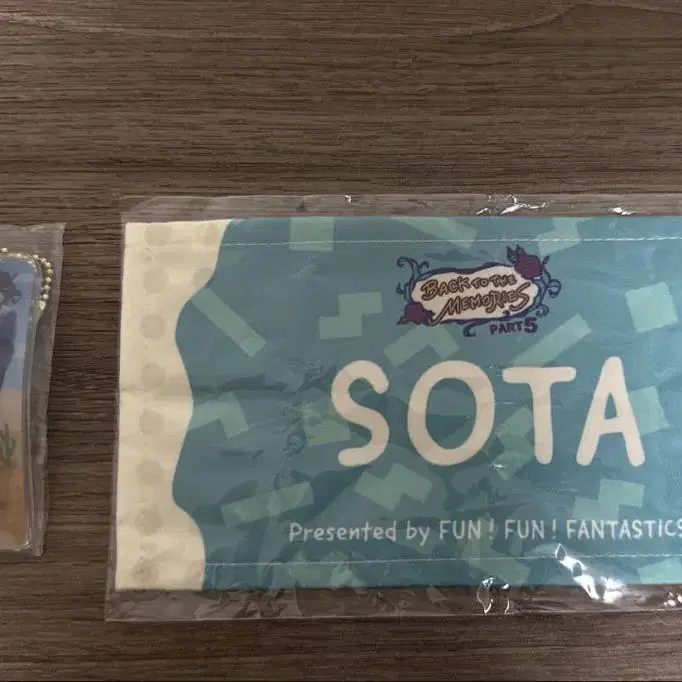 BACK TO THE
MEMORIES
PART5
SOTA
Presented by FUN! FUN! FANTASTICS